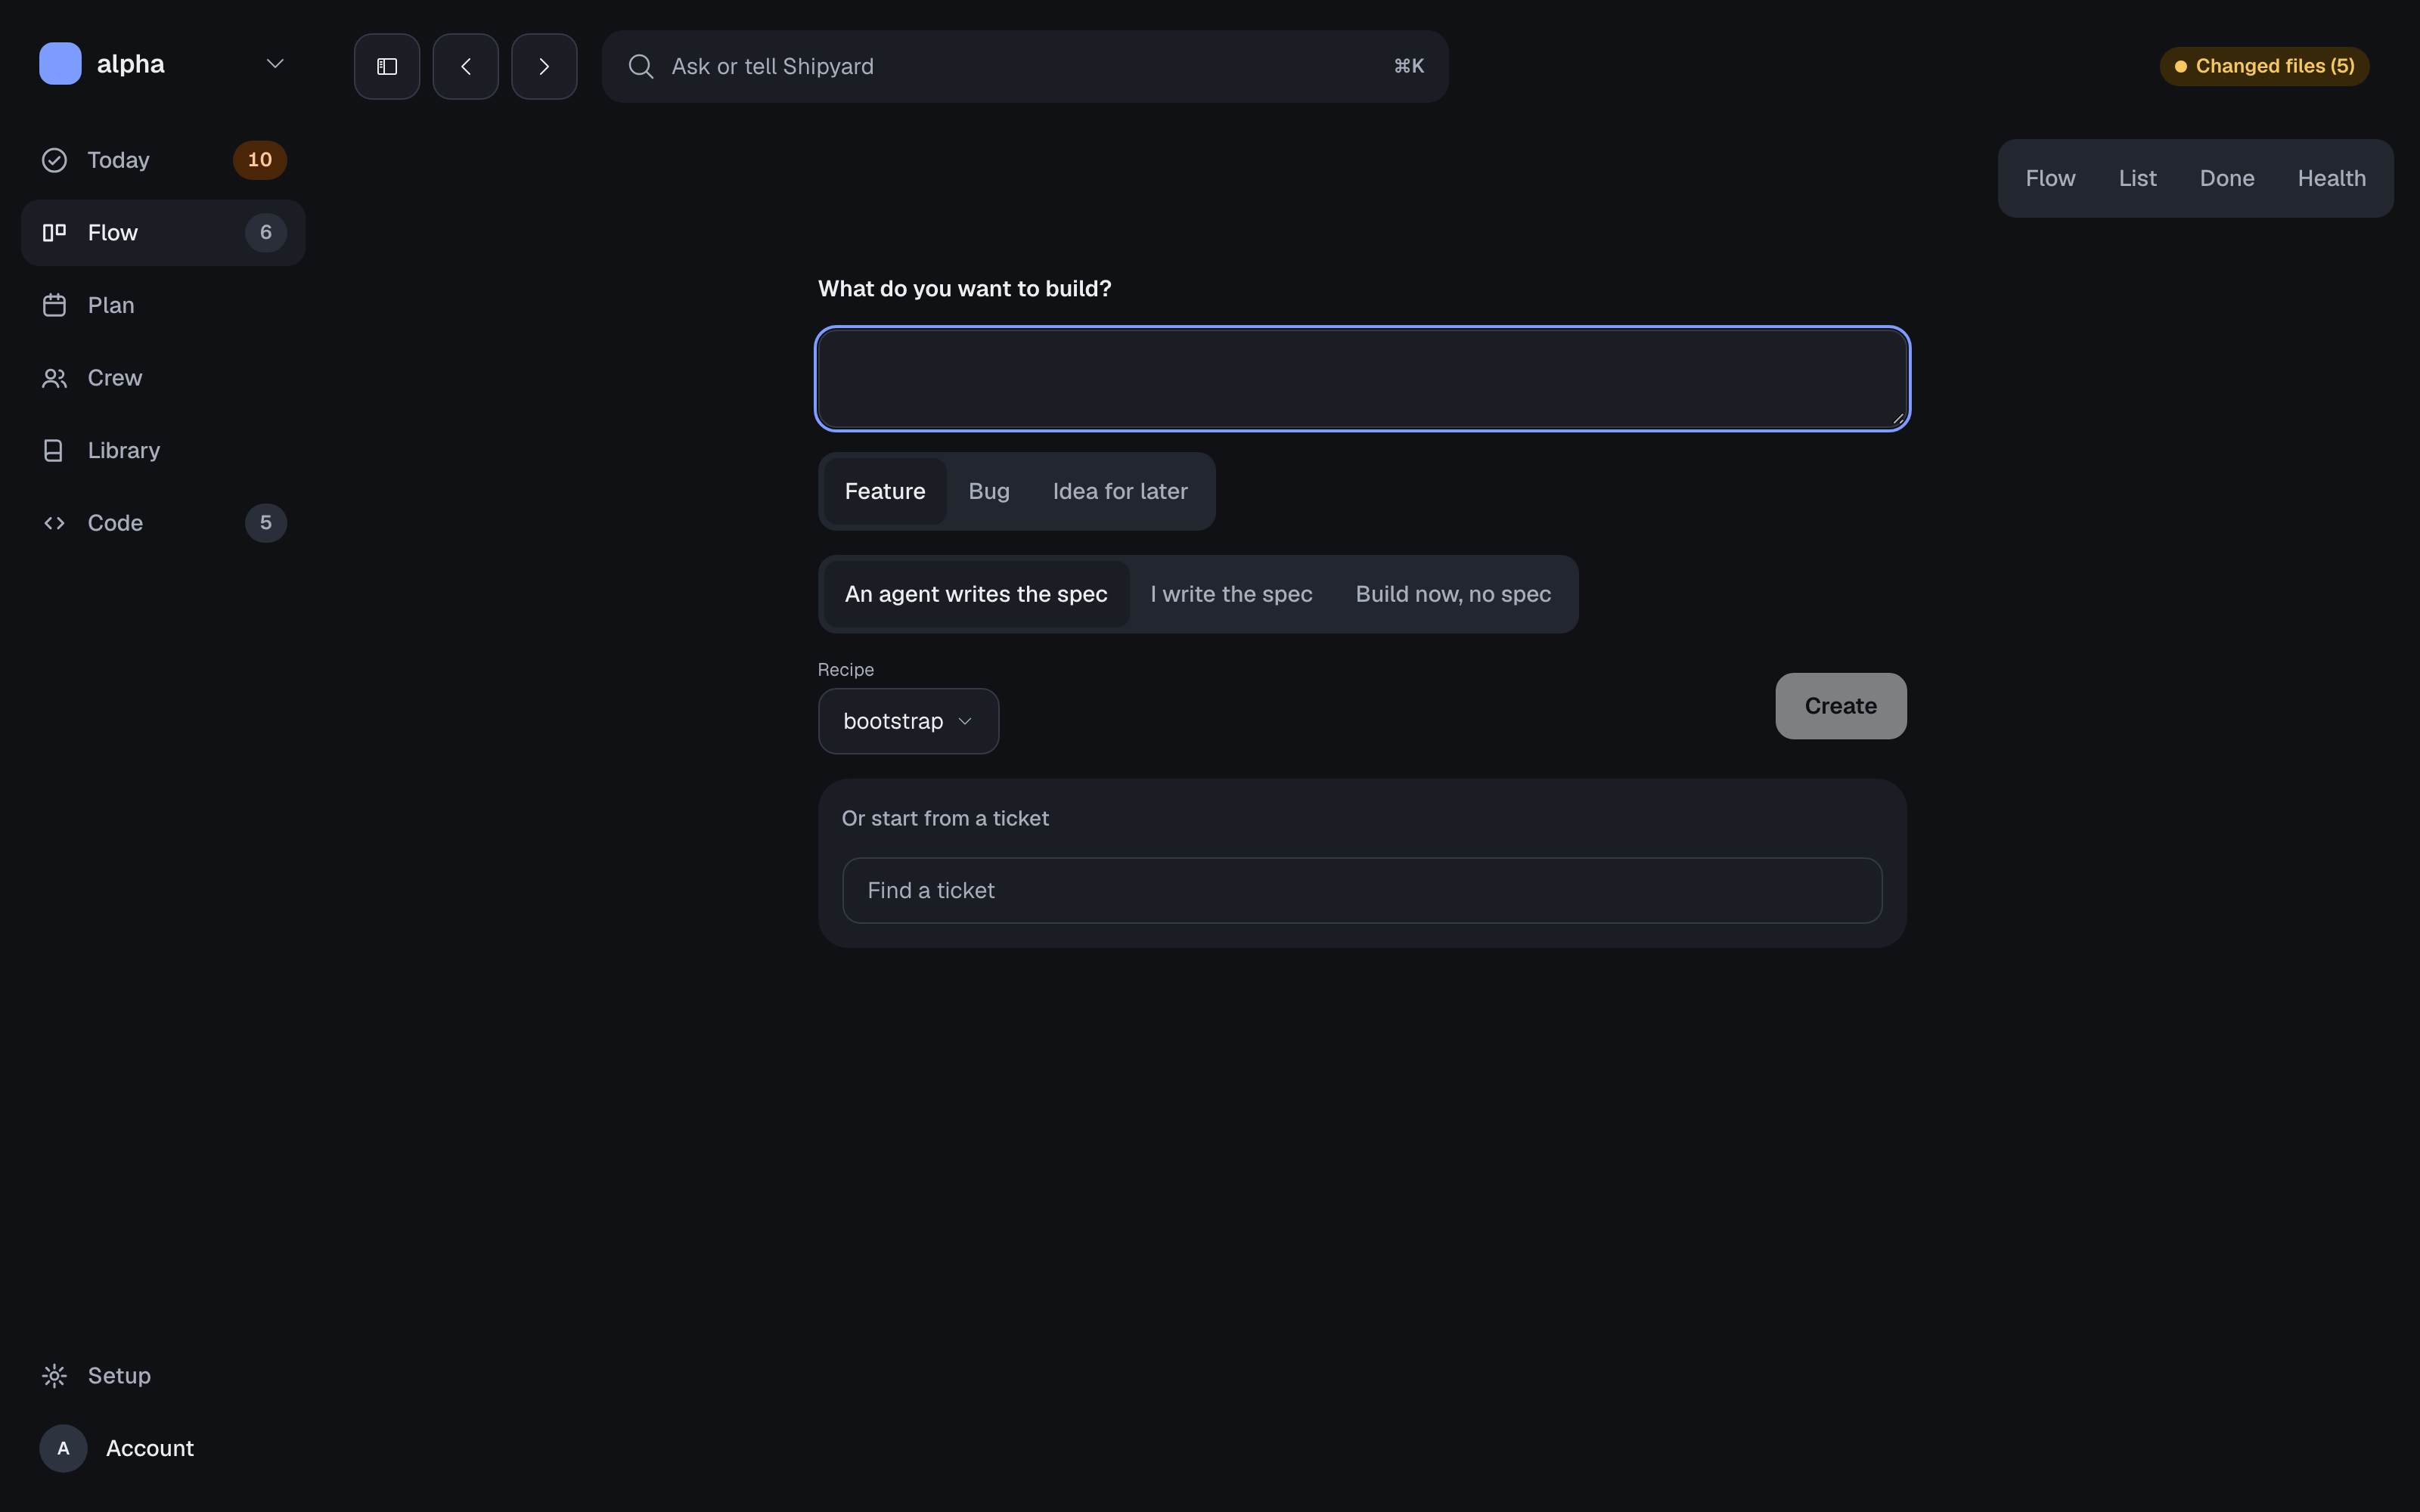 alpha
Ask or tell Shipyard
⌘K
Changed files (5)
Today
10
Flow
6
Plan
Crew
Library
Code
5
Flow List Done Health
What do you want to build?
Feature Bug Idea for later
An agent writes the spec I write the spec Build now, no spec
Recipe
bootstrap
Create
Or start from a ticket
Find a ticket
Setup
A
Account